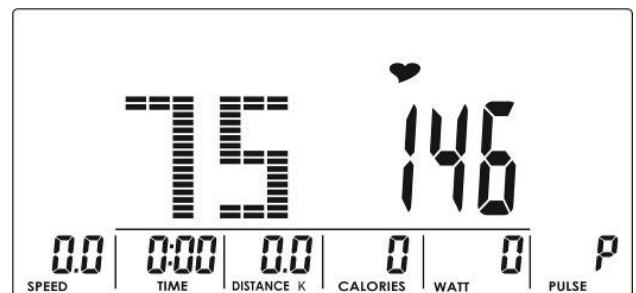 75 146
0.0 0:00 0.0 0 0 P
SPEED TIME DISTANCE K CALORIES WATT PULSE